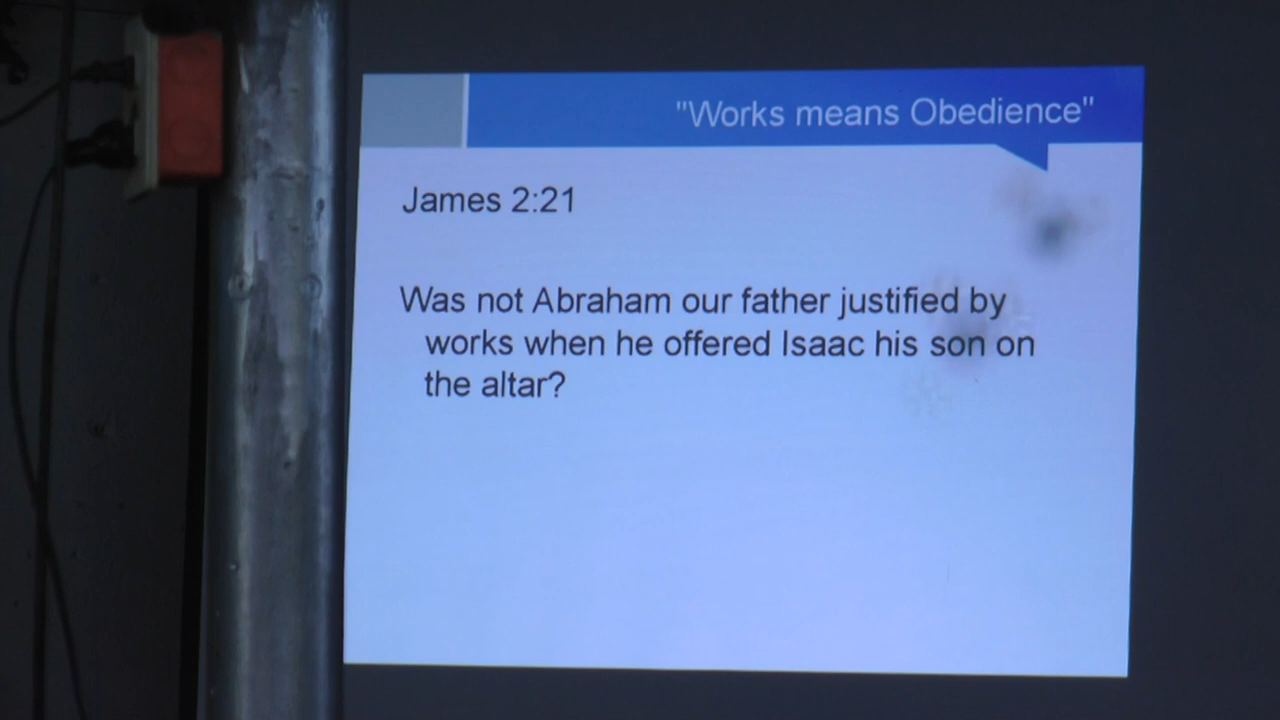 "Works means Obedience"
James 2:21
Was not Abraham our father justified by
works when he offered Isaac his son on
the altar?